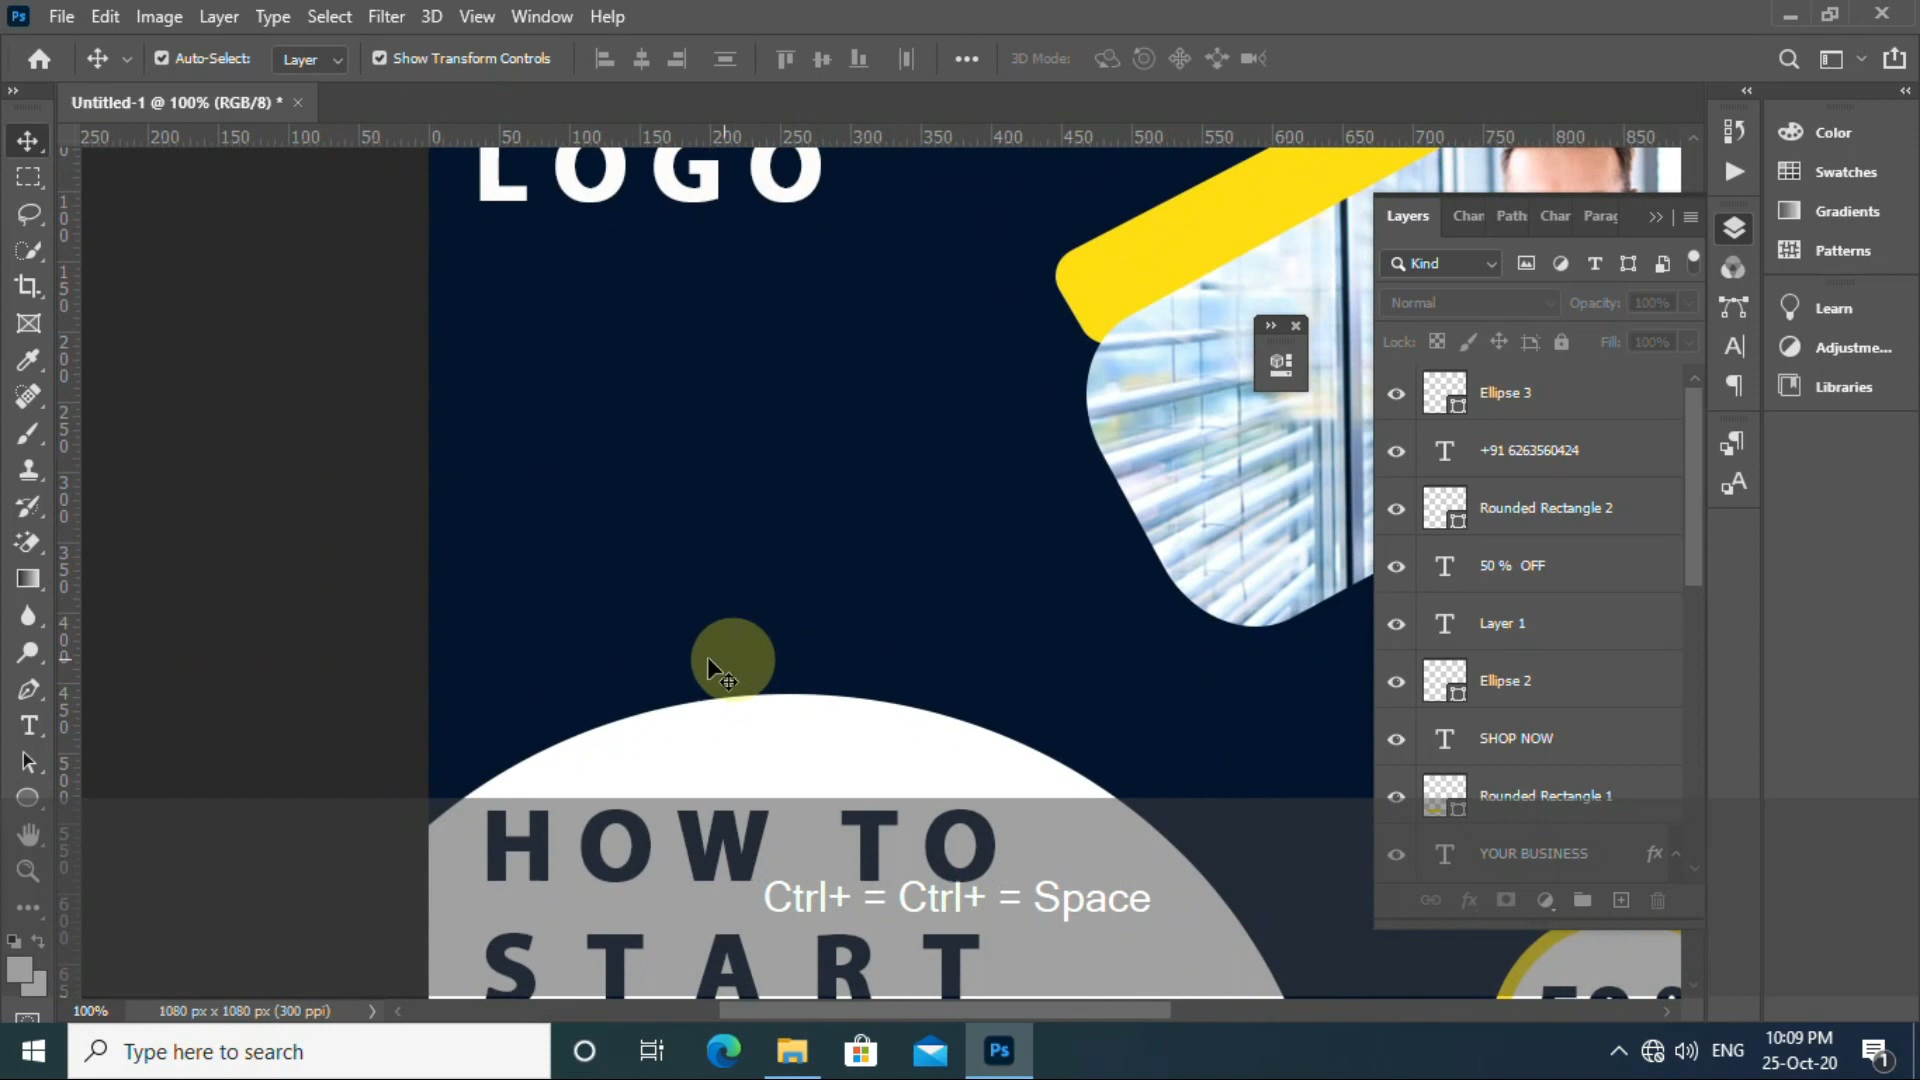 Ps File Edit Image Layer Type Select Filter 3D View Window Help
Auto-Select: Layer Show Transform Controls 3D Mode:
Untitled-1 @ 100% (RGB/8) *
250 200 150 100 50 0 50 100 150 200 250 300 350 400 450 500 550 600 650 700 750 800 850
LOGO
HOW TO
START
Ctrl+ = Ctrl+ = Space
Layers Char Path Char Parag
Kind
Normal Opacity: 100%
Lock: Fill: 100%
Ellipse 3
+91 6263560424
Rounded Rectangle 2
50 % OFF
Layer 1
Ellipse 2
SHOP NOW
Rounded Rectangle 1
YOUR BUSINESS fx
Color
Swatches
Gradients
Patterns
Learn
Adjustme...
Libraries
100% 1080 px x 1080 px (300 ppi)
Type here to search
Ps
ENG
10:09 PM
25-Oct-20
1